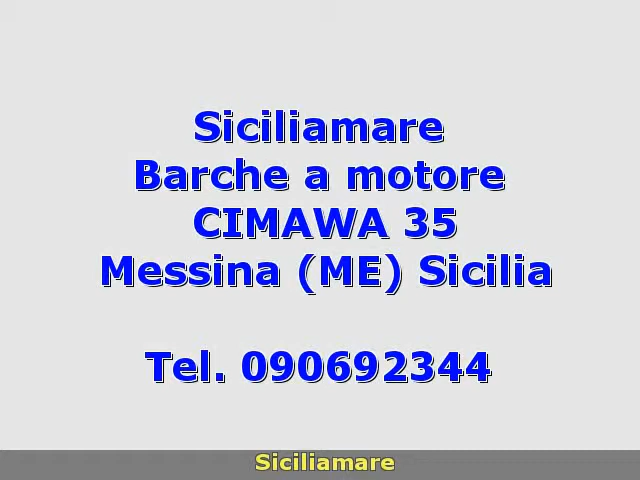 Siciliamare
Barche a motore
CIMAWA 35
Messina (ME) Sicilia
Tel. 090692344
Siciliamare